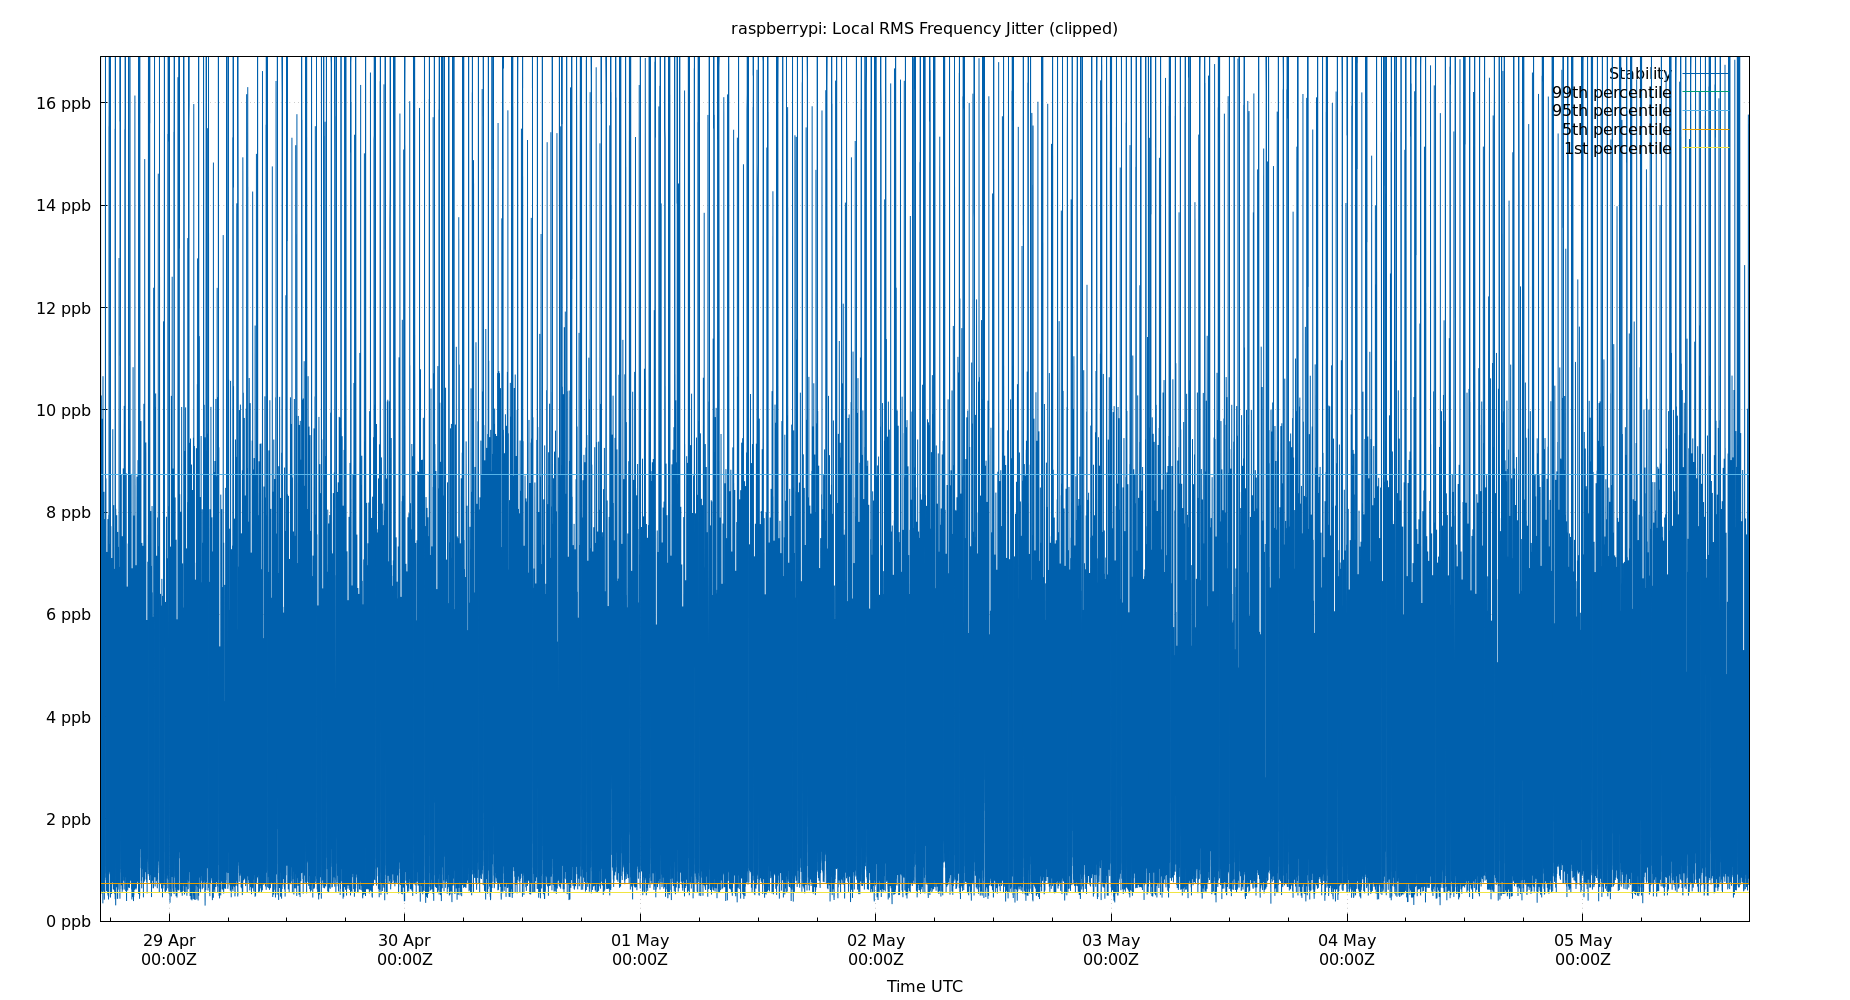 raspberrypi: Local RMS Frequency Jitter (clipped)
Stability
99th percentile
95th percentile
5th percentile
1st percentile
16 ppb
14 ppb
12 ppb
10 ppb
8 ppb
6 ppb
4 ppb
2 ppb
0 ppb
29 Apr 30 Apr 01 May 02 May 03 May 04 May 05 May
00:00Z 00:00Z 00:00Z 00:00Z 00:00Z 00:00Z 00:00Z
Time UTC